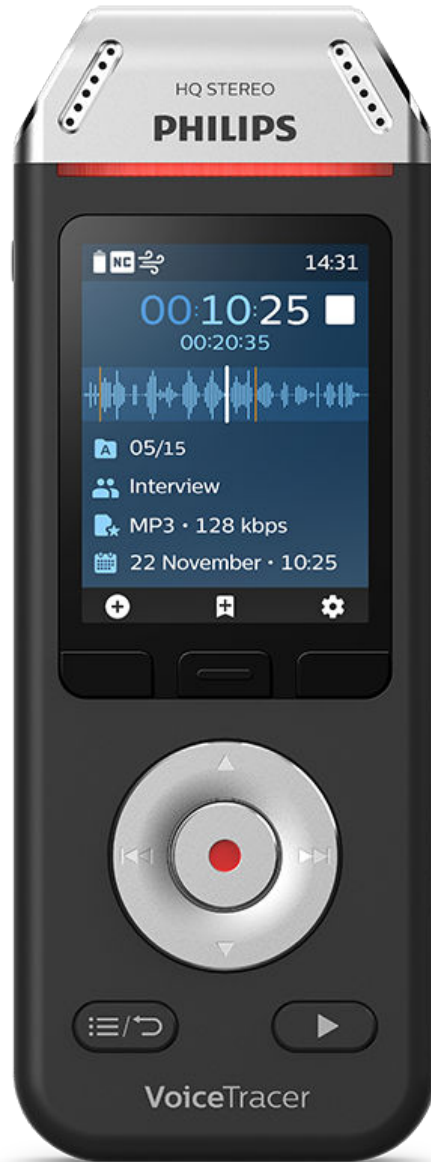 HQ STEREO
PHILIPS
NC 14:31
00:10:25
00:20:35
A 05/15
Interview
MP3 • 128 kbps
22 November • 10:25
VoiceTracer